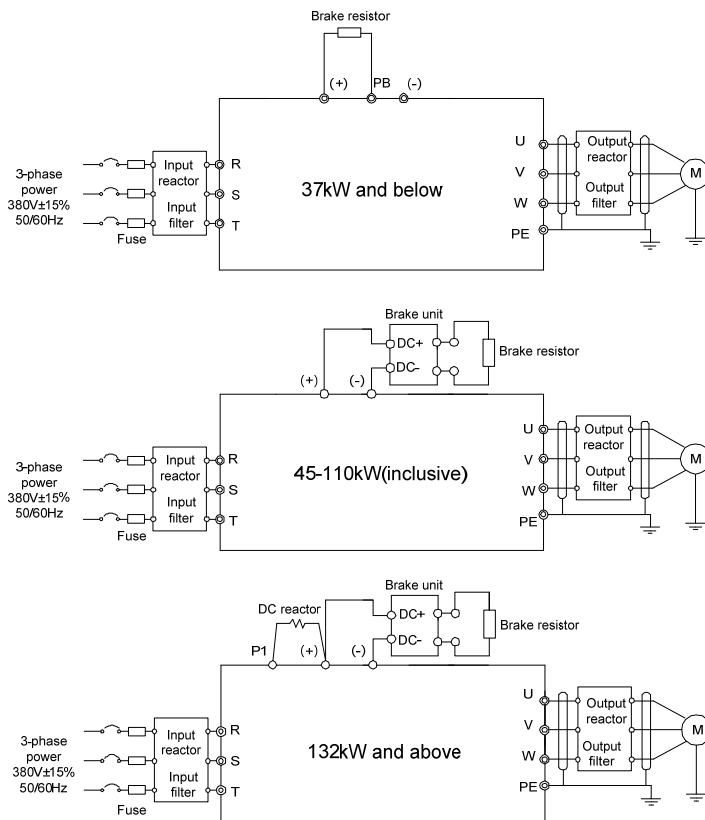 Brake resistor
(+) PB (-)
3-phase
power
380V±15%
50/60Hz
Fuse
Input
reactor
Input
filter
R
S
T
37kW and below
U
V
W
PE
Output
reactor
Output
filter
M
Brake unit
DC+
DC-
Brake resistor
(+) (-)
3-phase
power
380V±15%
50/60Hz
Fuse
Input
reactor
Input
filter
R
S
T
45-110kW(inclusive)
U
V
W
PE
Output
reactor
Output
filter
M
Brake unit
DC reactor
DC+
DC-
Brake resistor
P1 (+) (-)
3-phase
power
380V±15%
50/60Hz
Fuse
Input
reactor
Input
filter
R
S
T
132kW and above
U
V
W
PE
Output
reactor
Output
filter
M